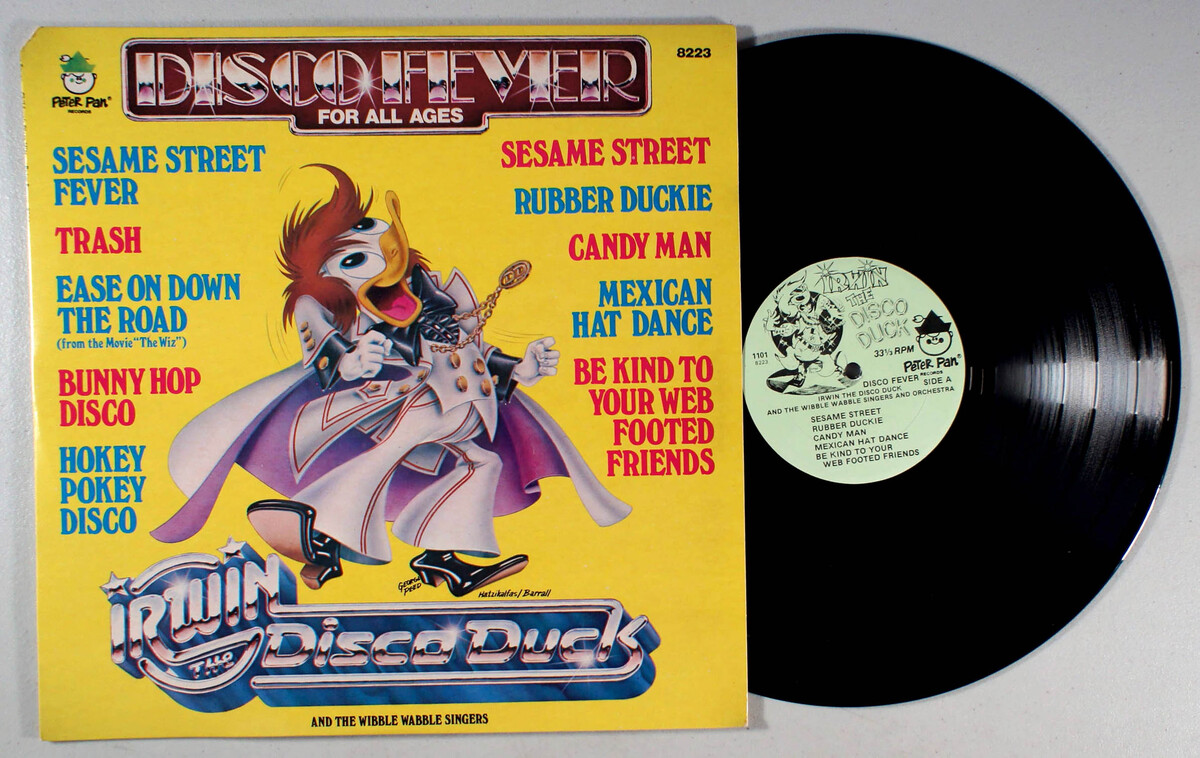 Peter Pan®
RECORDS
DISCO FEVER
FOR ALL AGES
8223
SESAME STREET
FEVER
TRASH
EASE ON DOWN
THE ROAD
(from the Movie "The Wiz")
BUNNY HOP
DISCO
HOKEY
POKEY
DISCO
SESAME STREET
RUBBER DUCKIE
CANDY MAN
MEXICAN
HAT DANCE
BE KIND TO
YOUR WEB
FOOTED
FRIENDS
GEORGE
PEED
Hatzikalfas/Barrall
IRWIN
THE
Disco Duck
AND THE WIBBLE WABBLE SINGERS
IRWIN
THE
DISCO
DUCK
33⅓ RPM
1101
8223
Peter Pan®
RECORDS
DISCO FEVER SIDE A
IRWIN THE DISCO DUCK
AND THE WIBBLE WABBLE SINGERS AND ORCHESTRA
SESAME STREET
RUBBER DUCKIE
CANDY MAN
MEXICAN HAT DANCE
BE KIND TO YOUR
WEB FOOTED FRIENDS